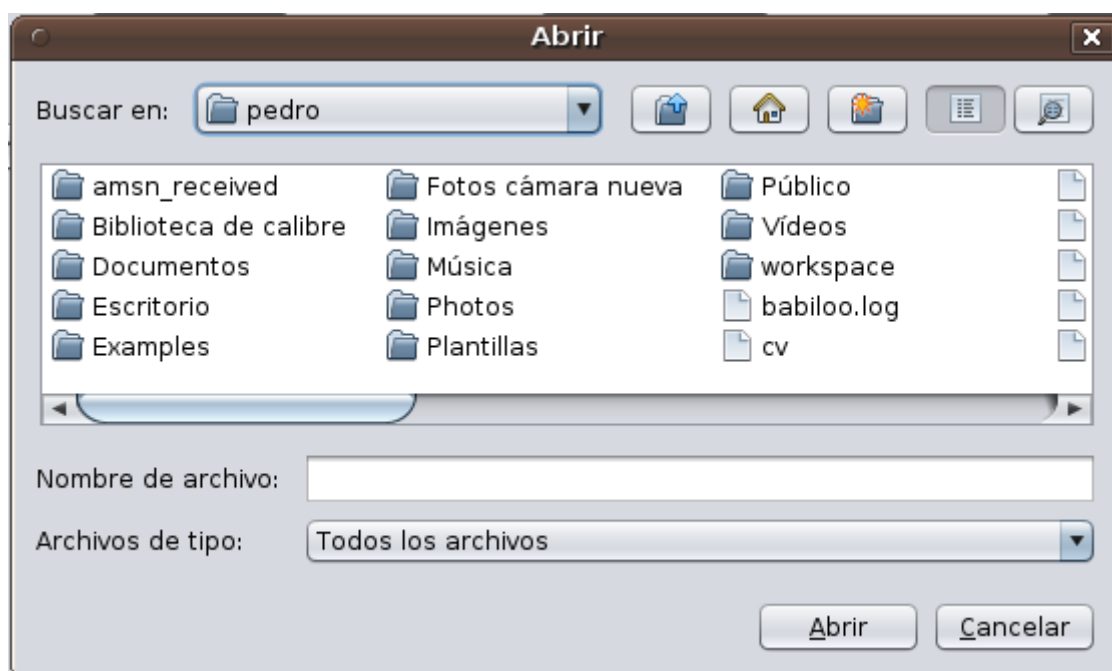 Abrir
Buscar en: pedro
amsn_received
Biblioteca de calibre
Documentos
Escritorio
Examples
Fotos cámara nueva
Imágenes
Música
Photos
Plantillas
Público
Vídeos
workspace
babiloo.log
cv
Nombre de archivo:
Archivos de tipo: Todos los archivos
Abrir Cancelar